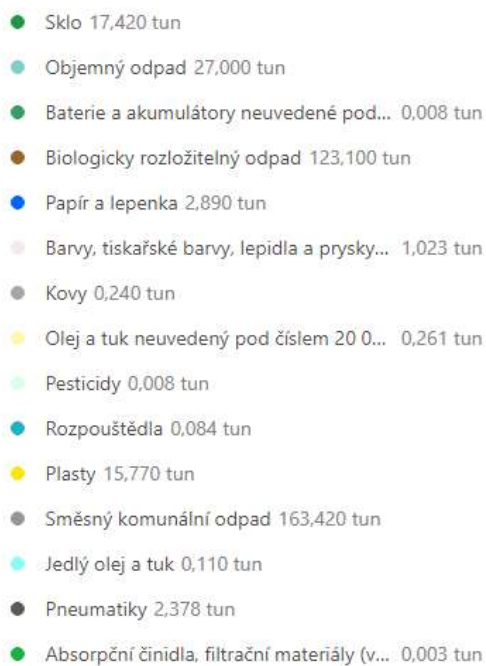 Sklo 17,420 tun
Objemný odpad 27,000 tun
Baterie a akumulátory neuvedené pod... 0,008 tun
Biologicky rozložitelný odpad 123,100 tun
Papír a lepenka 2,890 tun
Barvy, tiskařské barvy, lepidla a prysky... 1,023 tun
Kovy 0,240 tun
Olej a tuk neuvedený pod číslem 20 0... 0,261 tun
Pesticidy 0,008 tun
Rozpouštědla 0,084 tun
Plasty 15,770 tun
Směsný komunální odpad 163,420 tun
Jedlý olej a tuk 0,110 tun
Pneumatiky 2,378 tun
Absorpční činidla, filtrační materiály (v... 0,003 tun